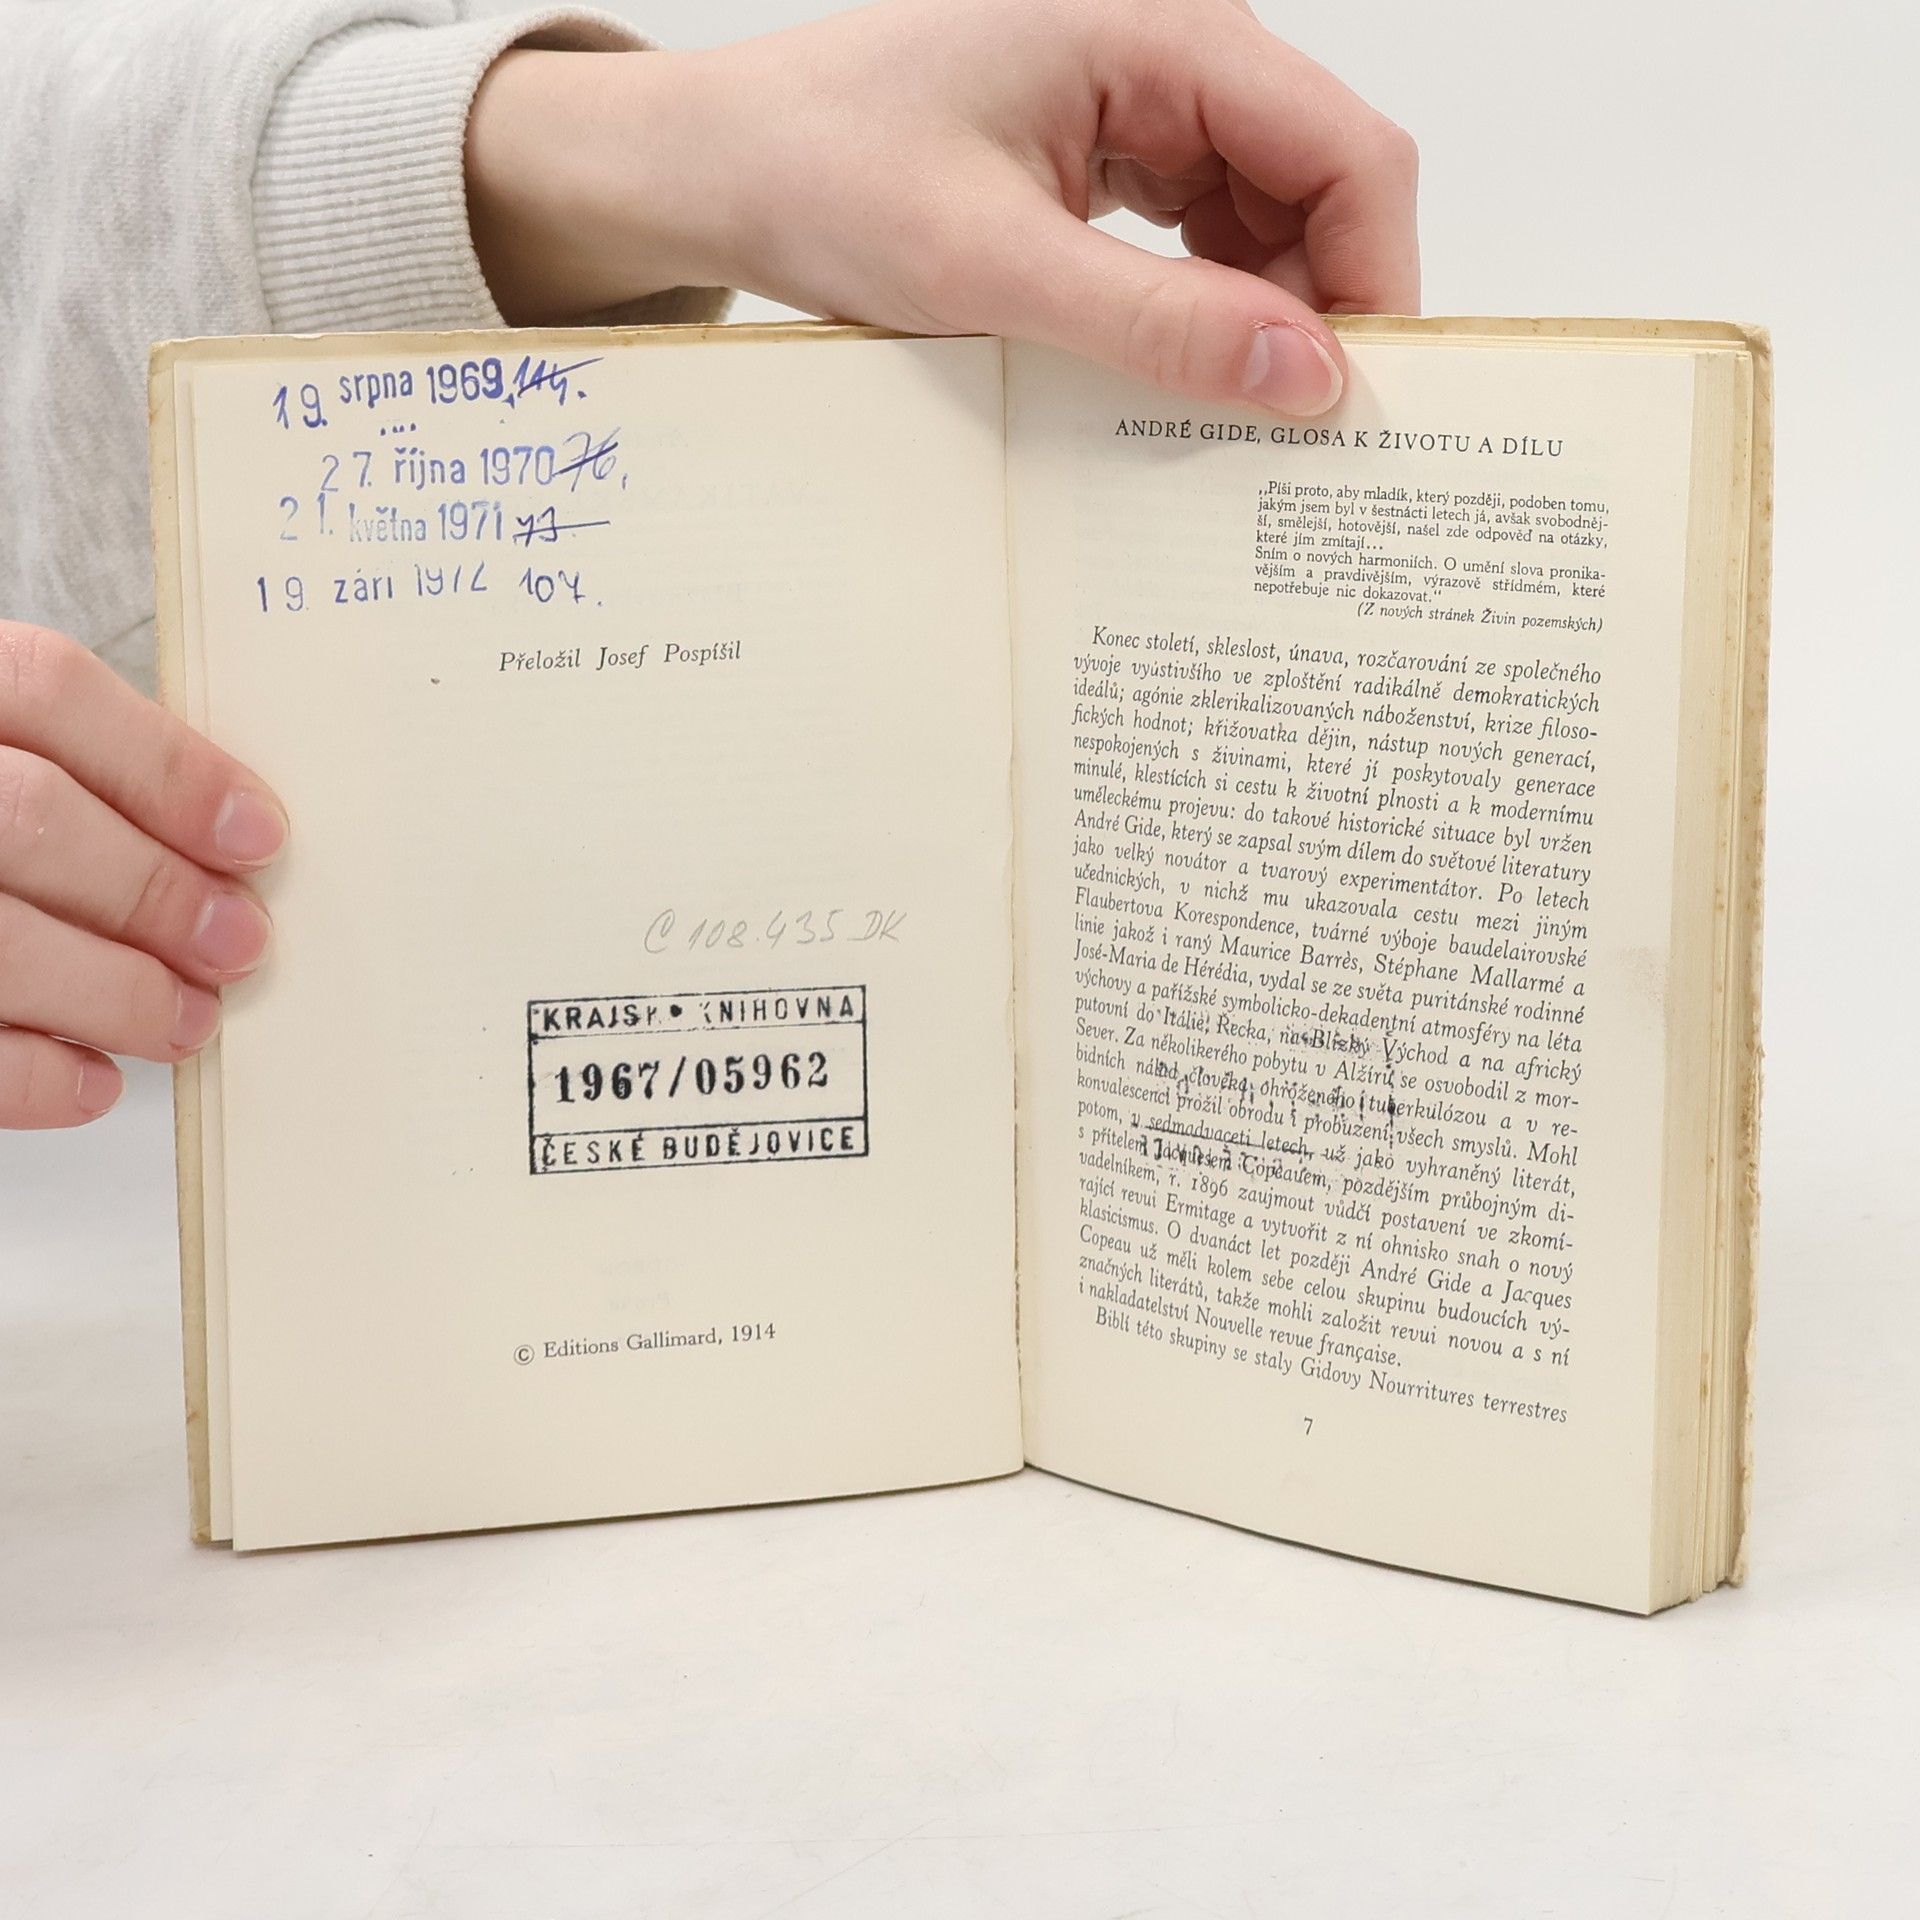 19. srpna 1969 114.
27. října 1970 76.
21. května 1971 73
19 září 1972 107.
Přeložil Josef Pospíšil
C 108.435 DK
KRAJSK KNIHOVNA
1967/05962
ČESKÉ BUDĚJOVICE
© Editions Gallimard, 1914
ANDRÉ GIDE, GLOSA K ŽIVOTU A DÍLU
„Píši proto, aby mladík, který později, podoben tomu,
jakým jsem byl v šestnácti letech já, avšak svobodněj-
ší, smělejší, hotovější, našel zde odpověď na otázky,
které jím zmítají...
Sním o nových harmoniích. O umění slova pronika-
vějším a pravdivějším, výrazově střídmém, které
nepotřebuje nic dokazovat.“
(Z nových stránek Živin pozemských)
Konec století, skleslost, únava, rozčarování ze společného
vývoje vyústivšího ve zploštění radikálně demokratických
ideálů; agónie zklerikalizovaných náboženství, krize filoso-
fických hodnot; křižovatka dějin, nástup nových generací,
nespokojených s živinami, které jí poskytovaly generace
minulé, klestících si cestu k životní plnosti a k modernímu
uměleckému projevu: do takové historické situace byl vržen
André Gide, který se zapsal svým dílem do světové literatury
jako velký novátor a tvarový experimentátor. Po letech
učednických, v nichž mu ukazovala cestu mezi jiným
Flaubertova Korespondence, tvárné výboje baudelairovské
linie jakož i raný Maurice Barrès, Stéphane Mallarmé a
José-Maria de Hérédia, vydal se ze světa puritánské rodinné
výchovy a pařížské symbolicko-dekadentní atmosféry na léta
putovní do Itálie, Řecka, na Blízký Východ a na africký
Sever. Za několikerého pobytu v Alžíru se osvobodil z mor-
bidních nálad člověka, ohroženého tuberkulózou a v re-
konvalescenci prožil obrodu i probuzení všech smyslů. Mohl
potom, v sedmadvaceti letech, už jako vyhraněný literát,
s přítelem Jacquesem Copeauem, pozdějším průbojným di-
vadelníkem, r. 1896 zaujmout vůdčí postavení ve zkomí-
rající revui Ermitage a vytvořit z ní ohnisko snah o nový
klasicismus. O dvanáct let později André Gide a Jacques
Copeau už měli kolem sebe celou skupinu budoucích vý-
značných literátů, takže mohli založit revui novou a s ní
i nakladatelství Nouvelle revue française.
Biblí této skupiny se staly Gidovy Nourritures terrestres
7